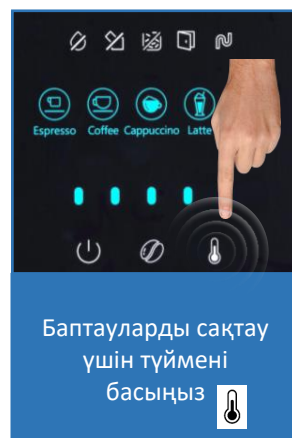 Espresso Coffee Cappuccino Latte
Баптауларды сақтау
үшін түймені
басыңыз